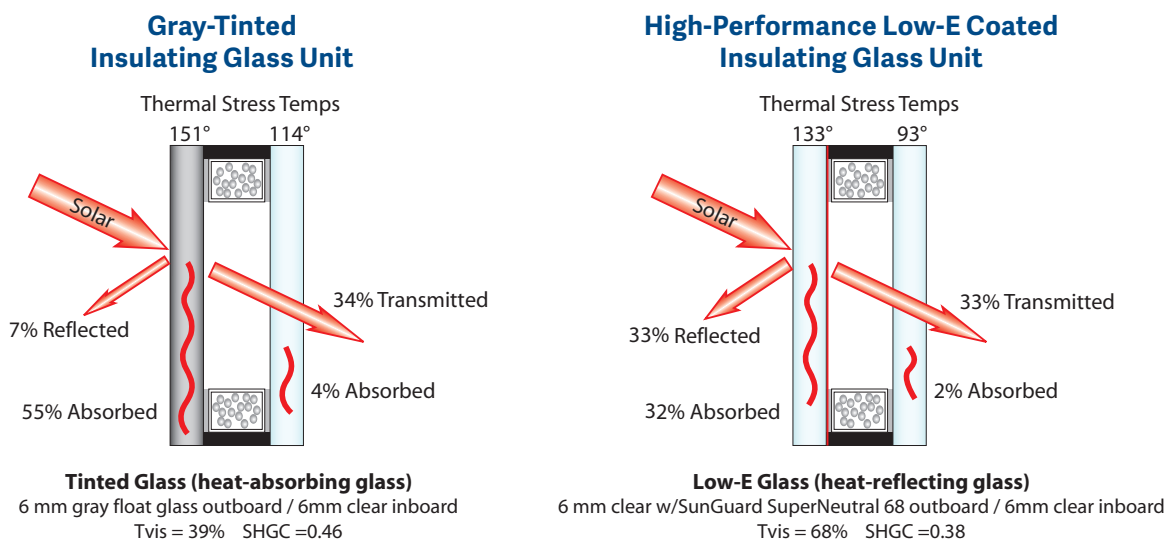 Gray-Tinted
Insulating Glass Unit
Thermal Stress Temps
151° 114°
Solar
34% Transmitted
7% Reflected
4% Absorbed
55% Absorbed
Tinted Glass (heat-absorbing glass)
6 mm gray float glass outboard / 6mm clear inboard
Tvis = 39% SHGC =0.46
High-Performance Low-E Coated
Insulating Glass Unit
Thermal Stress Temps
133° 93°
Solar
33% Transmitted
33% Reflected
2% Absorbed
32% Absorbed
Low-E Glass (heat-reflecting glass)
6 mm clear w/SunGuard SuperNeutral 68 outboard / 6mm clear inboard
Tvis = 68% SHGC =0.38